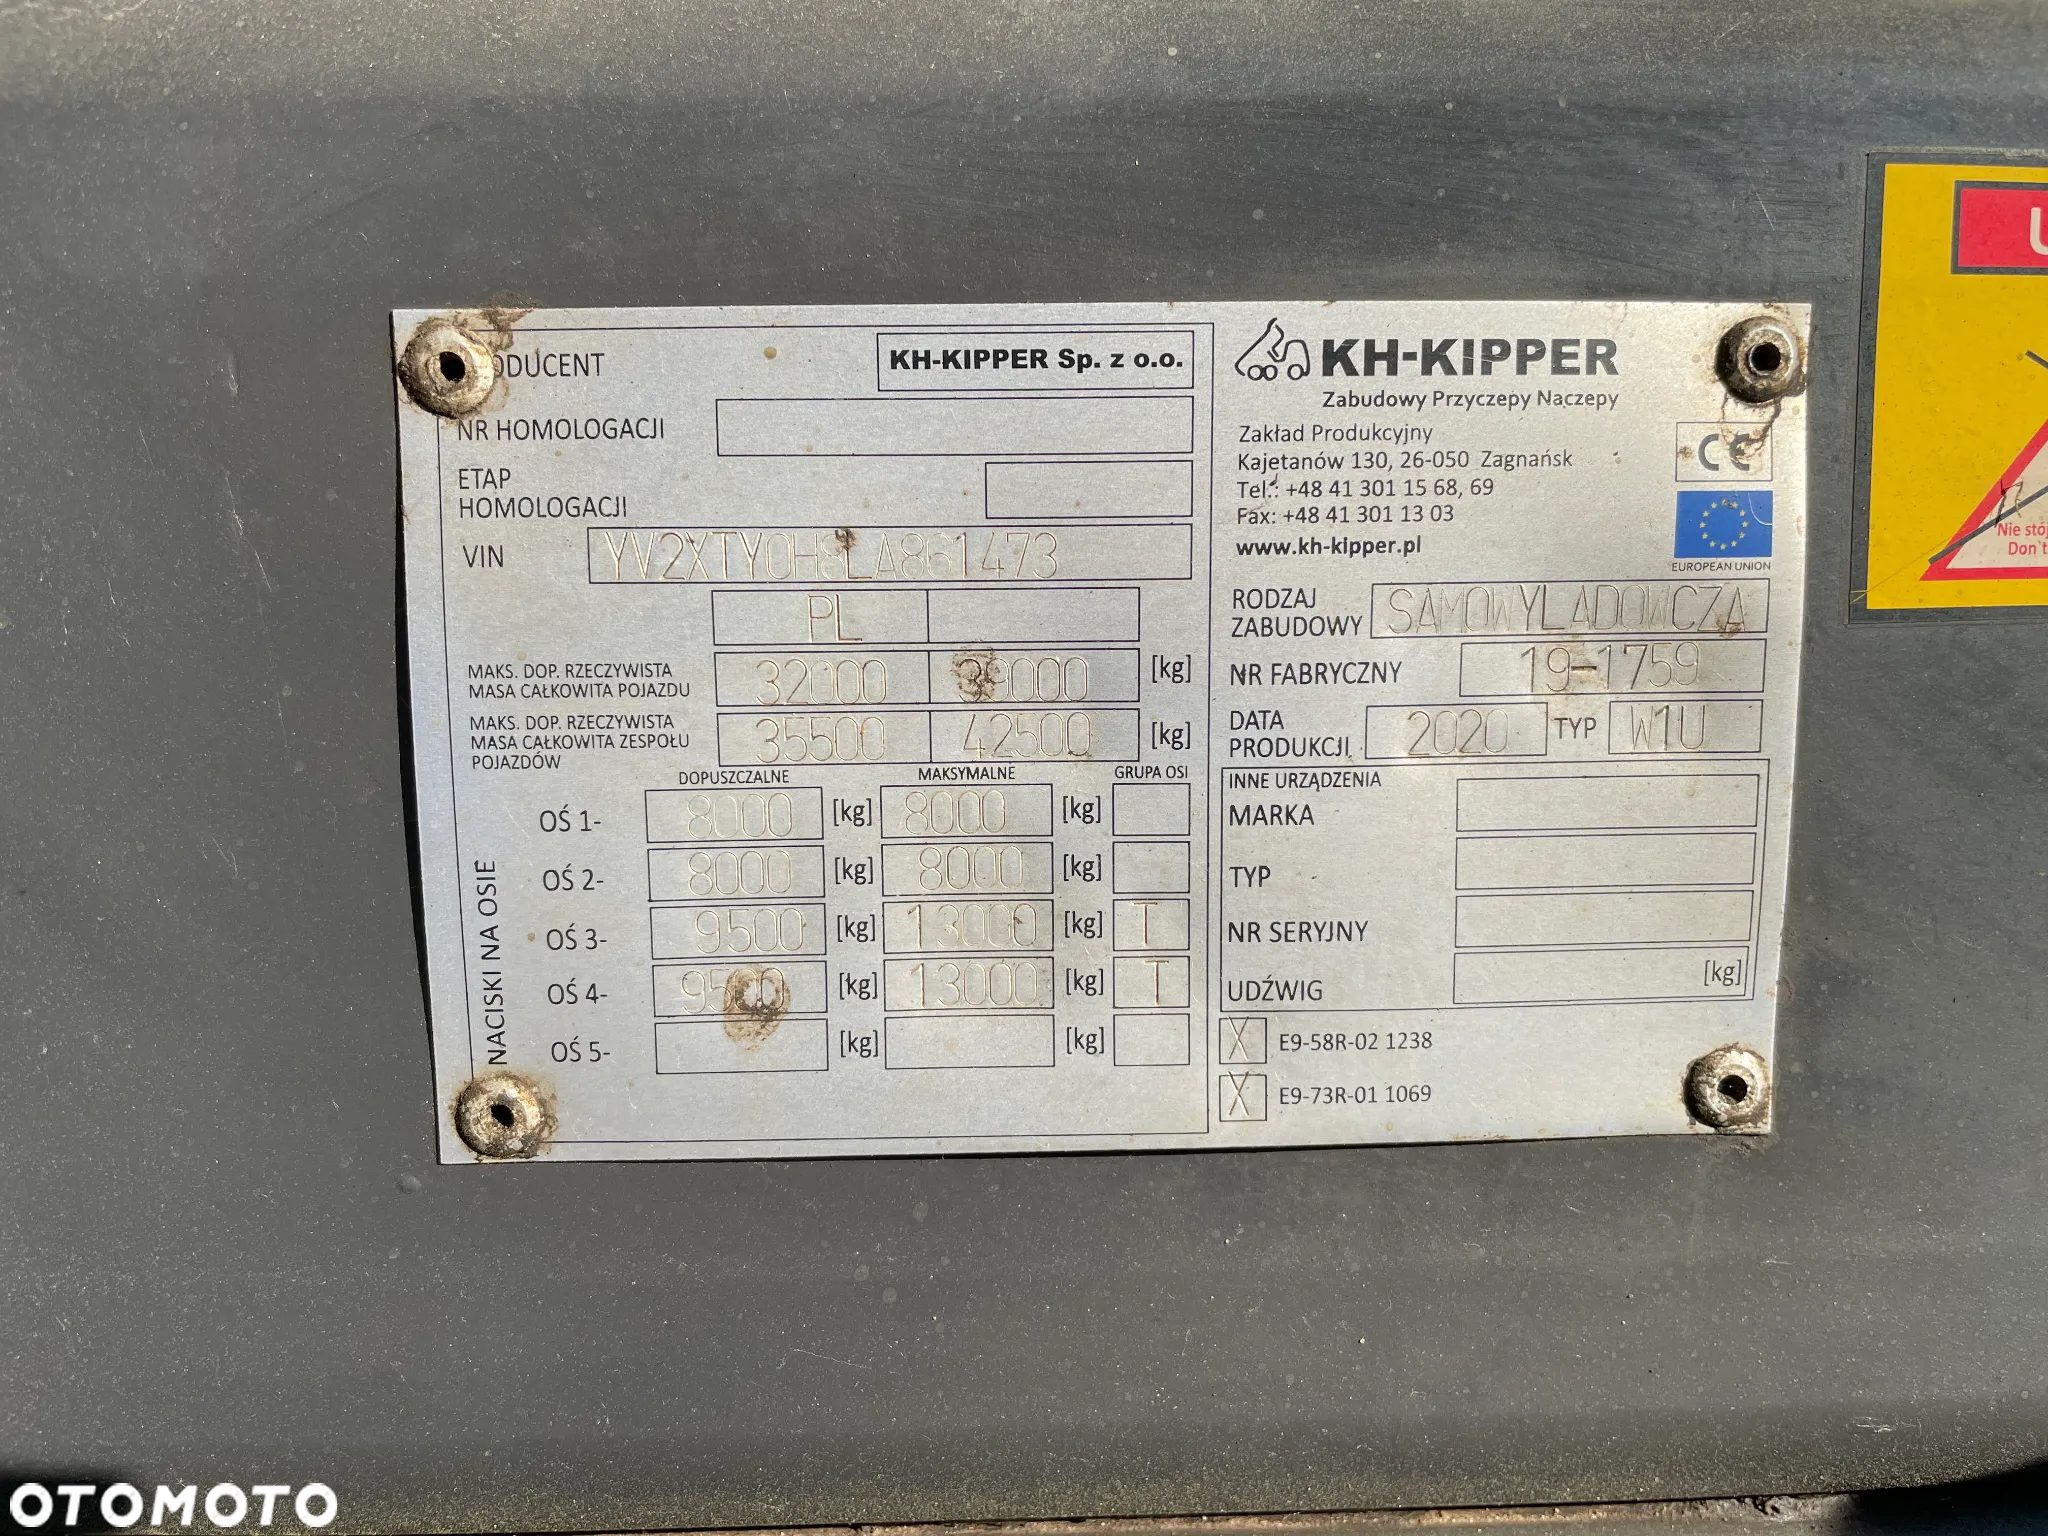 PRODUCENT
KH-KIPPER Sp. z o.o.
NR HOMOLOGACJI
ETAP
HOMOLOGACJI
VIN YV2XTY0H8LA861473
PL
MAKS. DOP. RZECZYWISTA
MASA CAŁKOWITA POJAZDU
32000 39000 [kg]
MAKS. DOP. RZECZYWISTA
MASA CAŁKOWITA ZESPOŁU
POJAZDÓW
35500 42500 [kg]
DOPUSZCZALNE MAKSYMALNE GRUPA OSI
NACISKI NA OSIE
OŚ 1- 8000 [kg] 8000 [kg]
OŚ 2- 8000 [kg] 8000 [kg]
OŚ 3- 9500 [kg] 13000 [kg] T
OŚ 4- 9500 [kg] 13000 [kg] T
OŚ 5- [kg] [kg]
KH-KIPPER
Zabudowy Przyczepy Naczepy
Zakład Produkcyjny
Kajetanów 130, 26-050 Zagnańsk
Tel.: +48 41 301 15 68, 69
Fax: +48 41 301 13 03
www.kh-kipper.pl
CE
EUROPEAN UNION
RODZAJ
ZABUDOWY
SAMOWYLADOWCZA
NR FABRYCZNY 19-1759
DATA
PRODUKCJI
2020 TYP W1U
INNE URZĄDZENIA
MARKA
TYP
NR SERYJNY
UDŹWIG [kg]
X E9-58R-02 1238
X E9-73R-01 1069
U
Nie stój
Don`t
OTOMOTO